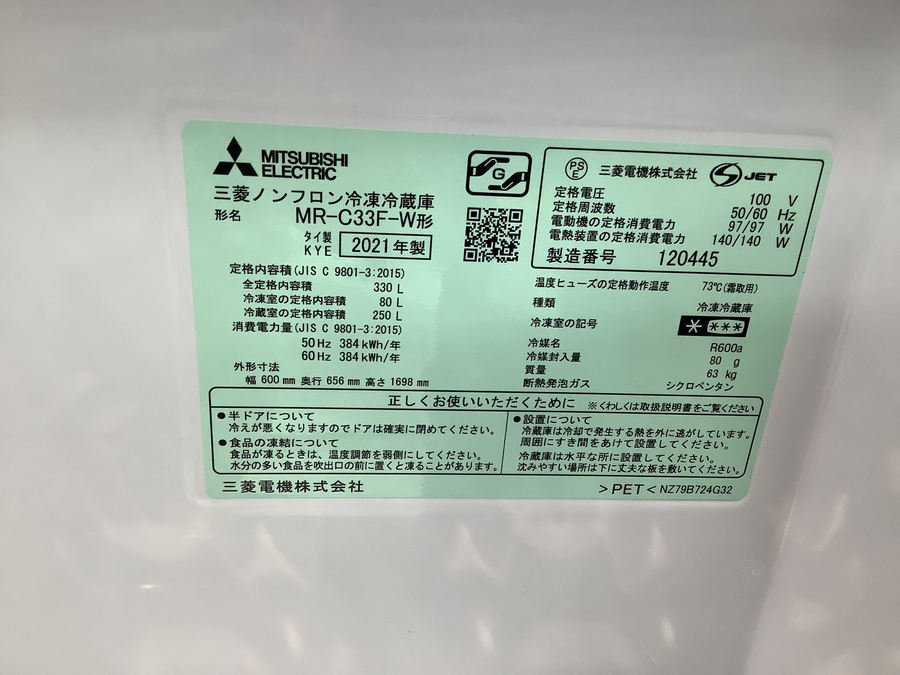 MITSUBISHI
ELECTRIC
三菱ノンフロン冷凍冷蔵庫
形名 MR-C33F-W形
タイ製
KYE 2021年製
定格内容積(JIS C 9801-3:2015)
全定格内容積 330 L
冷凍室の定格内容積 80 L
冷蔵室の定格内容積 250 L
消費電力量(JIS C 9801-3:2015)
50 Hz 384 kWh/年
60 Hz 384 kWh/年
外形寸法
幅 600 mm 奥行 656 mm 高さ 1698 mm
G
PS
E 三菱電機株式会社 JET
定格電圧 100 V
定格周波数 50/60 Hz
電動機の定格消費電力 97/97 W
電熱装置の定格消費電力 140/140 W
製造番号 120445
温度ヒューズの定格動作温度 73℃(霜取用)
種類 冷凍冷蔵庫
冷凍室の記号 * ***
冷媒名 R600a
冷媒封入量 80 g
質量 63 kg
断熱発泡ガス シクロペンタン
正しくお使いいただくために ※くわしくは取扱説明書をご覧ください
●半ドアについて
冷えが悪くなりますのでドアは確実に閉めてください。
●食品の凍結について
食品が凍るときは、温度調節を弱側にしてください。
水分の多い食品を吹出口の前に置くと凍ることがあります。
●設置について
冷蔵庫は冷却で発生する熱を外に逃がしています。
周囲にすき間をあけて設置してください。
冷蔵庫は水平な所に設置してください。
沈みやすい場所は下に丈夫な板を敷いてください。
三菱電機株式会社
>PET< NZ79B724G32